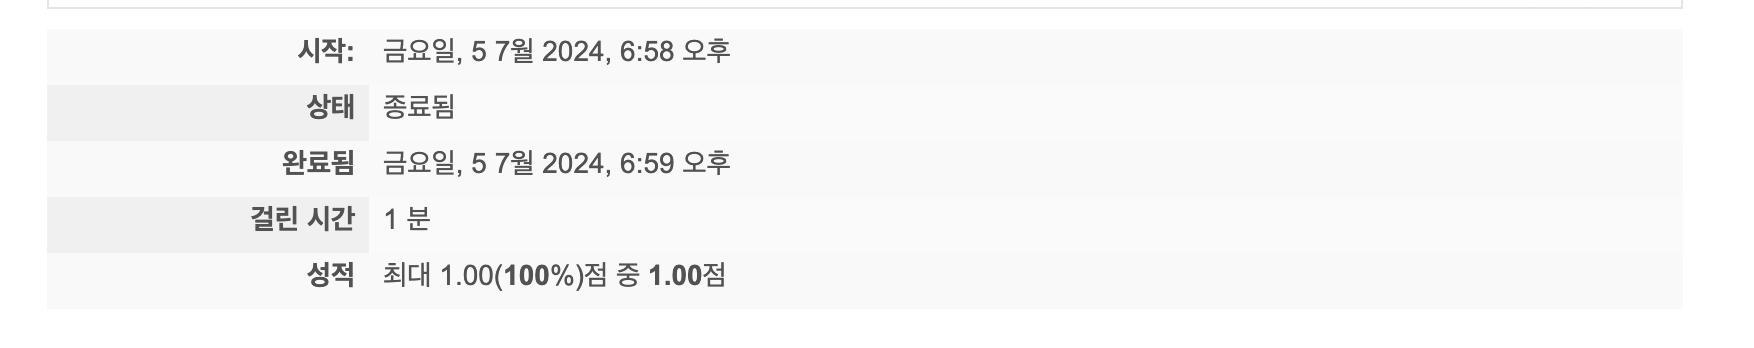 시작: 금요일, 5 7월 2024, 6:58 오후
상태 종료됨
완료됨 금요일, 5 7월 2024, 6:59 오후
걸린 시간 1 분
성적 최대 1.00(100%)점 중 1.00점